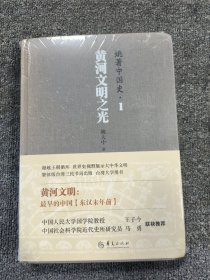 姚著中国史·1
黄河文明之光
姚大中 著
黄河文明：
最早的中国【东汉末年前】
中国人民大学国学院教授 王子今
中国社会科学院近代史所研究员 马 勇
联袂推荐
华夏出版社